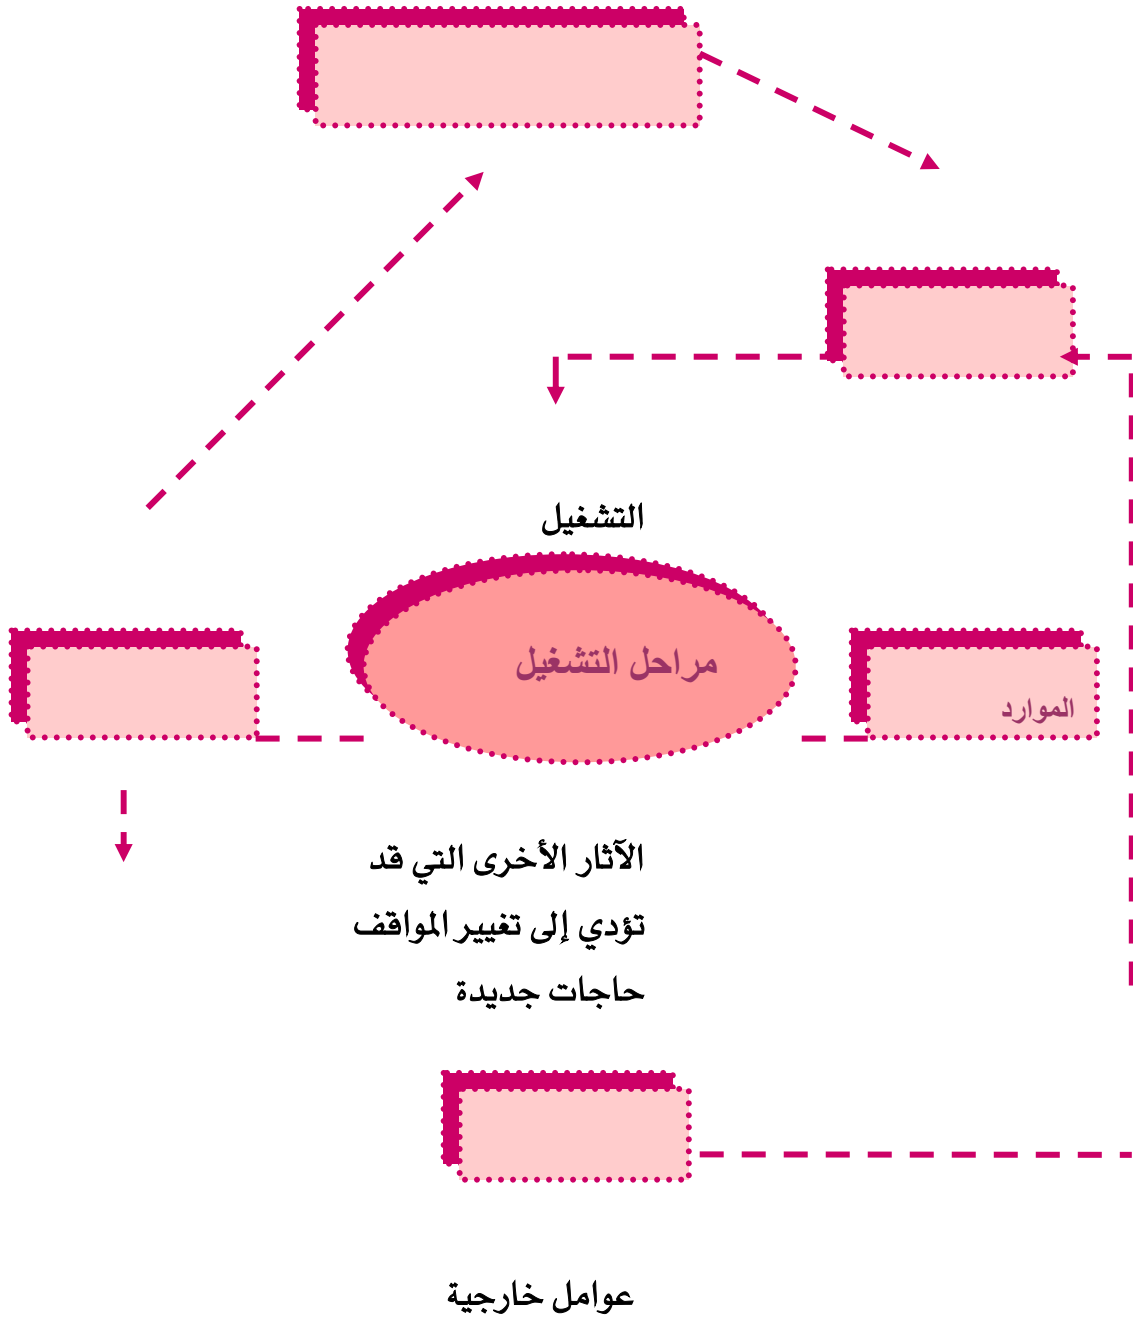 التشغيل
مراحل التشغيل
الموارد
الآثار الأخرى التي قد
تؤدي إلى تغيير المواقف
حاجات جديدة
عوامل خارجية